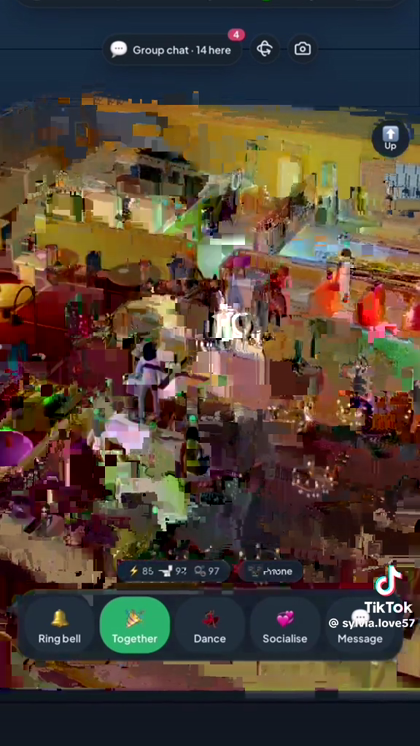 4
Group chat · 14 here
Up
85 97
Ring bell
Together
Dance
Socialise
Message
TikTok
@ sylvia.love57